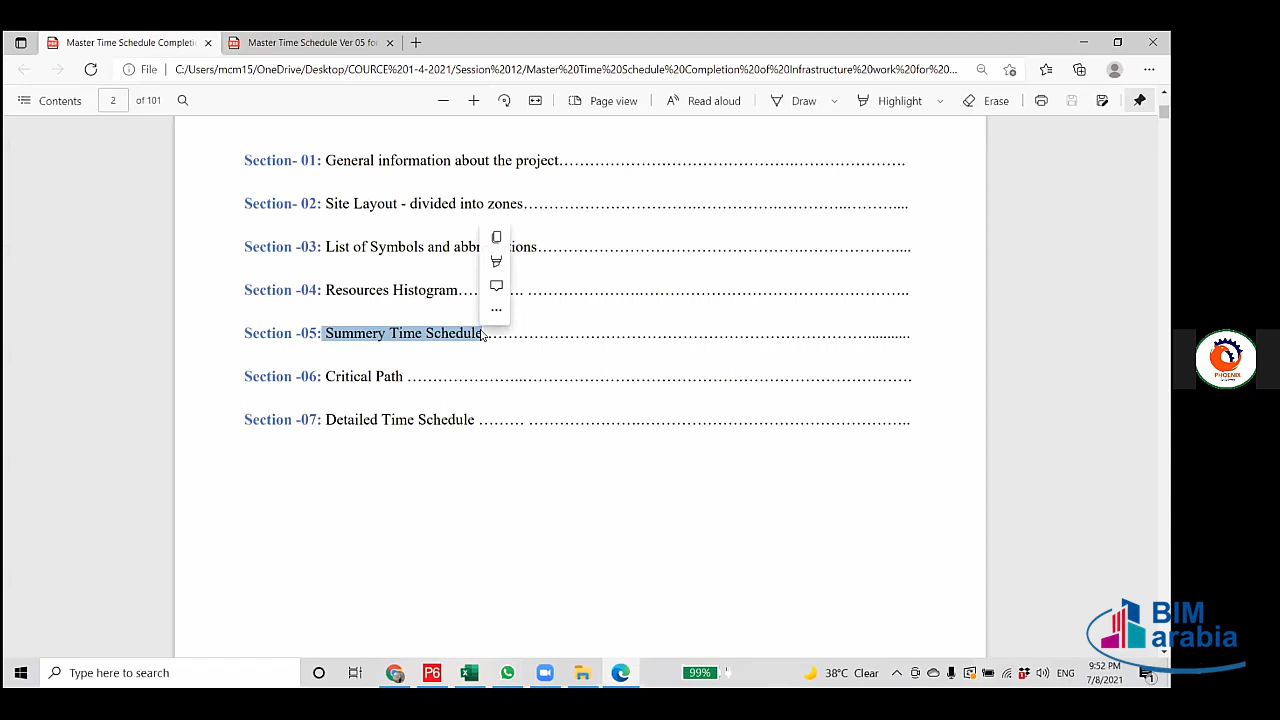 Master Time Schedule Completi
Master Time Schedule Ver 05 for
File
C:/Users/mcm15/OneDrive/Desktop/COURCE%201-4-2021/Session%2012/Master%20Time%20Schedule%20Completion%20of%20Infrastructure%20work%20for%20...
Contents 2 of 101 Page view Read aloud Draw Highlight Erase
Section- 01: General information about the project
Section- 02: Site Layout - divided into zones
Section -03: List of Symbols and abbr tions
Section -04: Resources Histogram
Section -05: Summery Time Schedule
Section -06: Critical Path
Section -07: Detailed Time Schedule
PHOENIX
BIM
arabia
Type here to search
P6
99%
38°C Clear
ENG
9:52 PM
7/8/2021
1